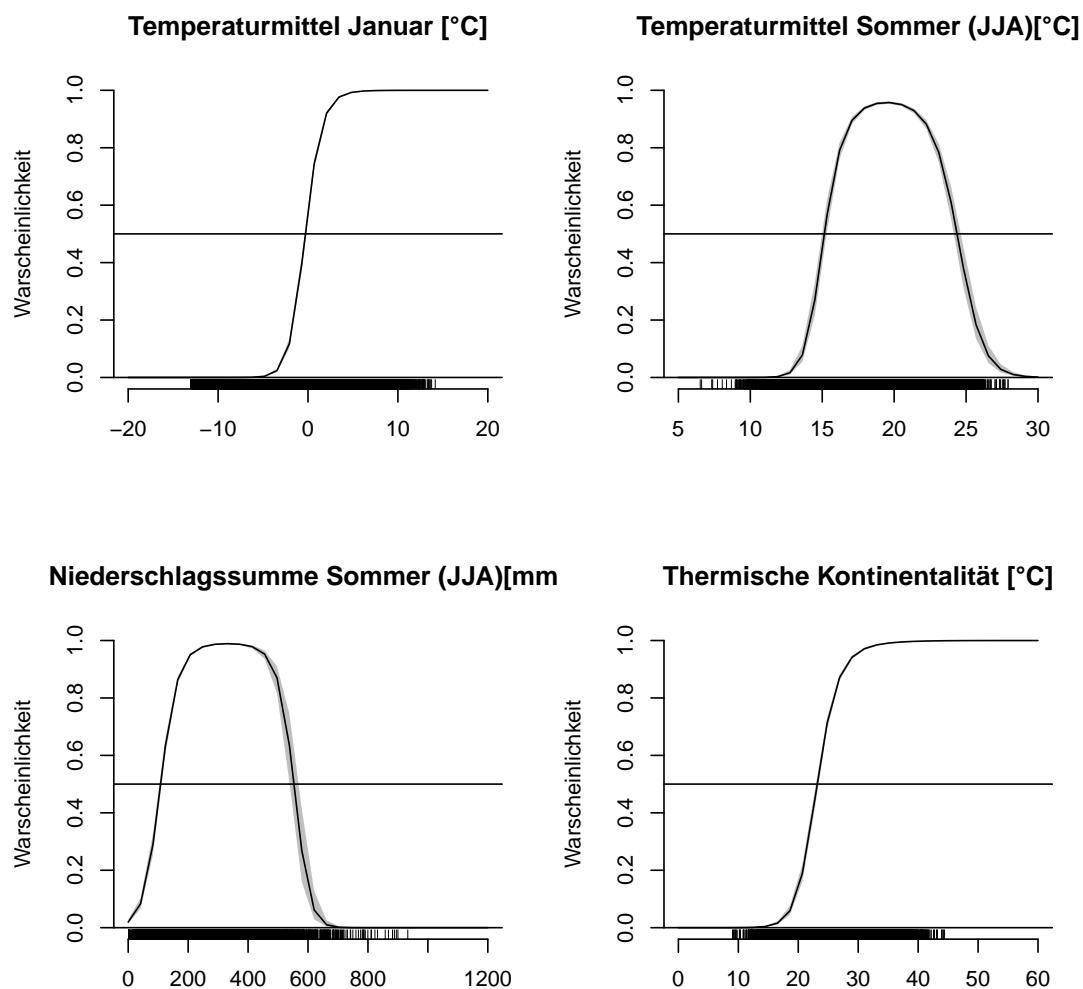 Temperaturmittel Januar [°C]
Warscheinlichkeit
1.0
0.8
0.6
0.4
0.2
0.0
−20 −10 0 10 20
Temperaturmittel Sommer (JJA)[°C]
Warscheinlichkeit
1.0
0.8
0.6
0.4
0.2
0.0
5 10 15 20 25 30
Niederschlagssumme Sommer (JJA)[mm
Warscheinlichkeit
1.0
0.8
0.6
0.4
0.2
0.0
0 200 400 600 800 1200
Thermische Kontinentalität [°C]
Warscheinlichkeit
1.0
0.8
0.6
0.4
0.2
0.0
0 10 20 30 40 50 60